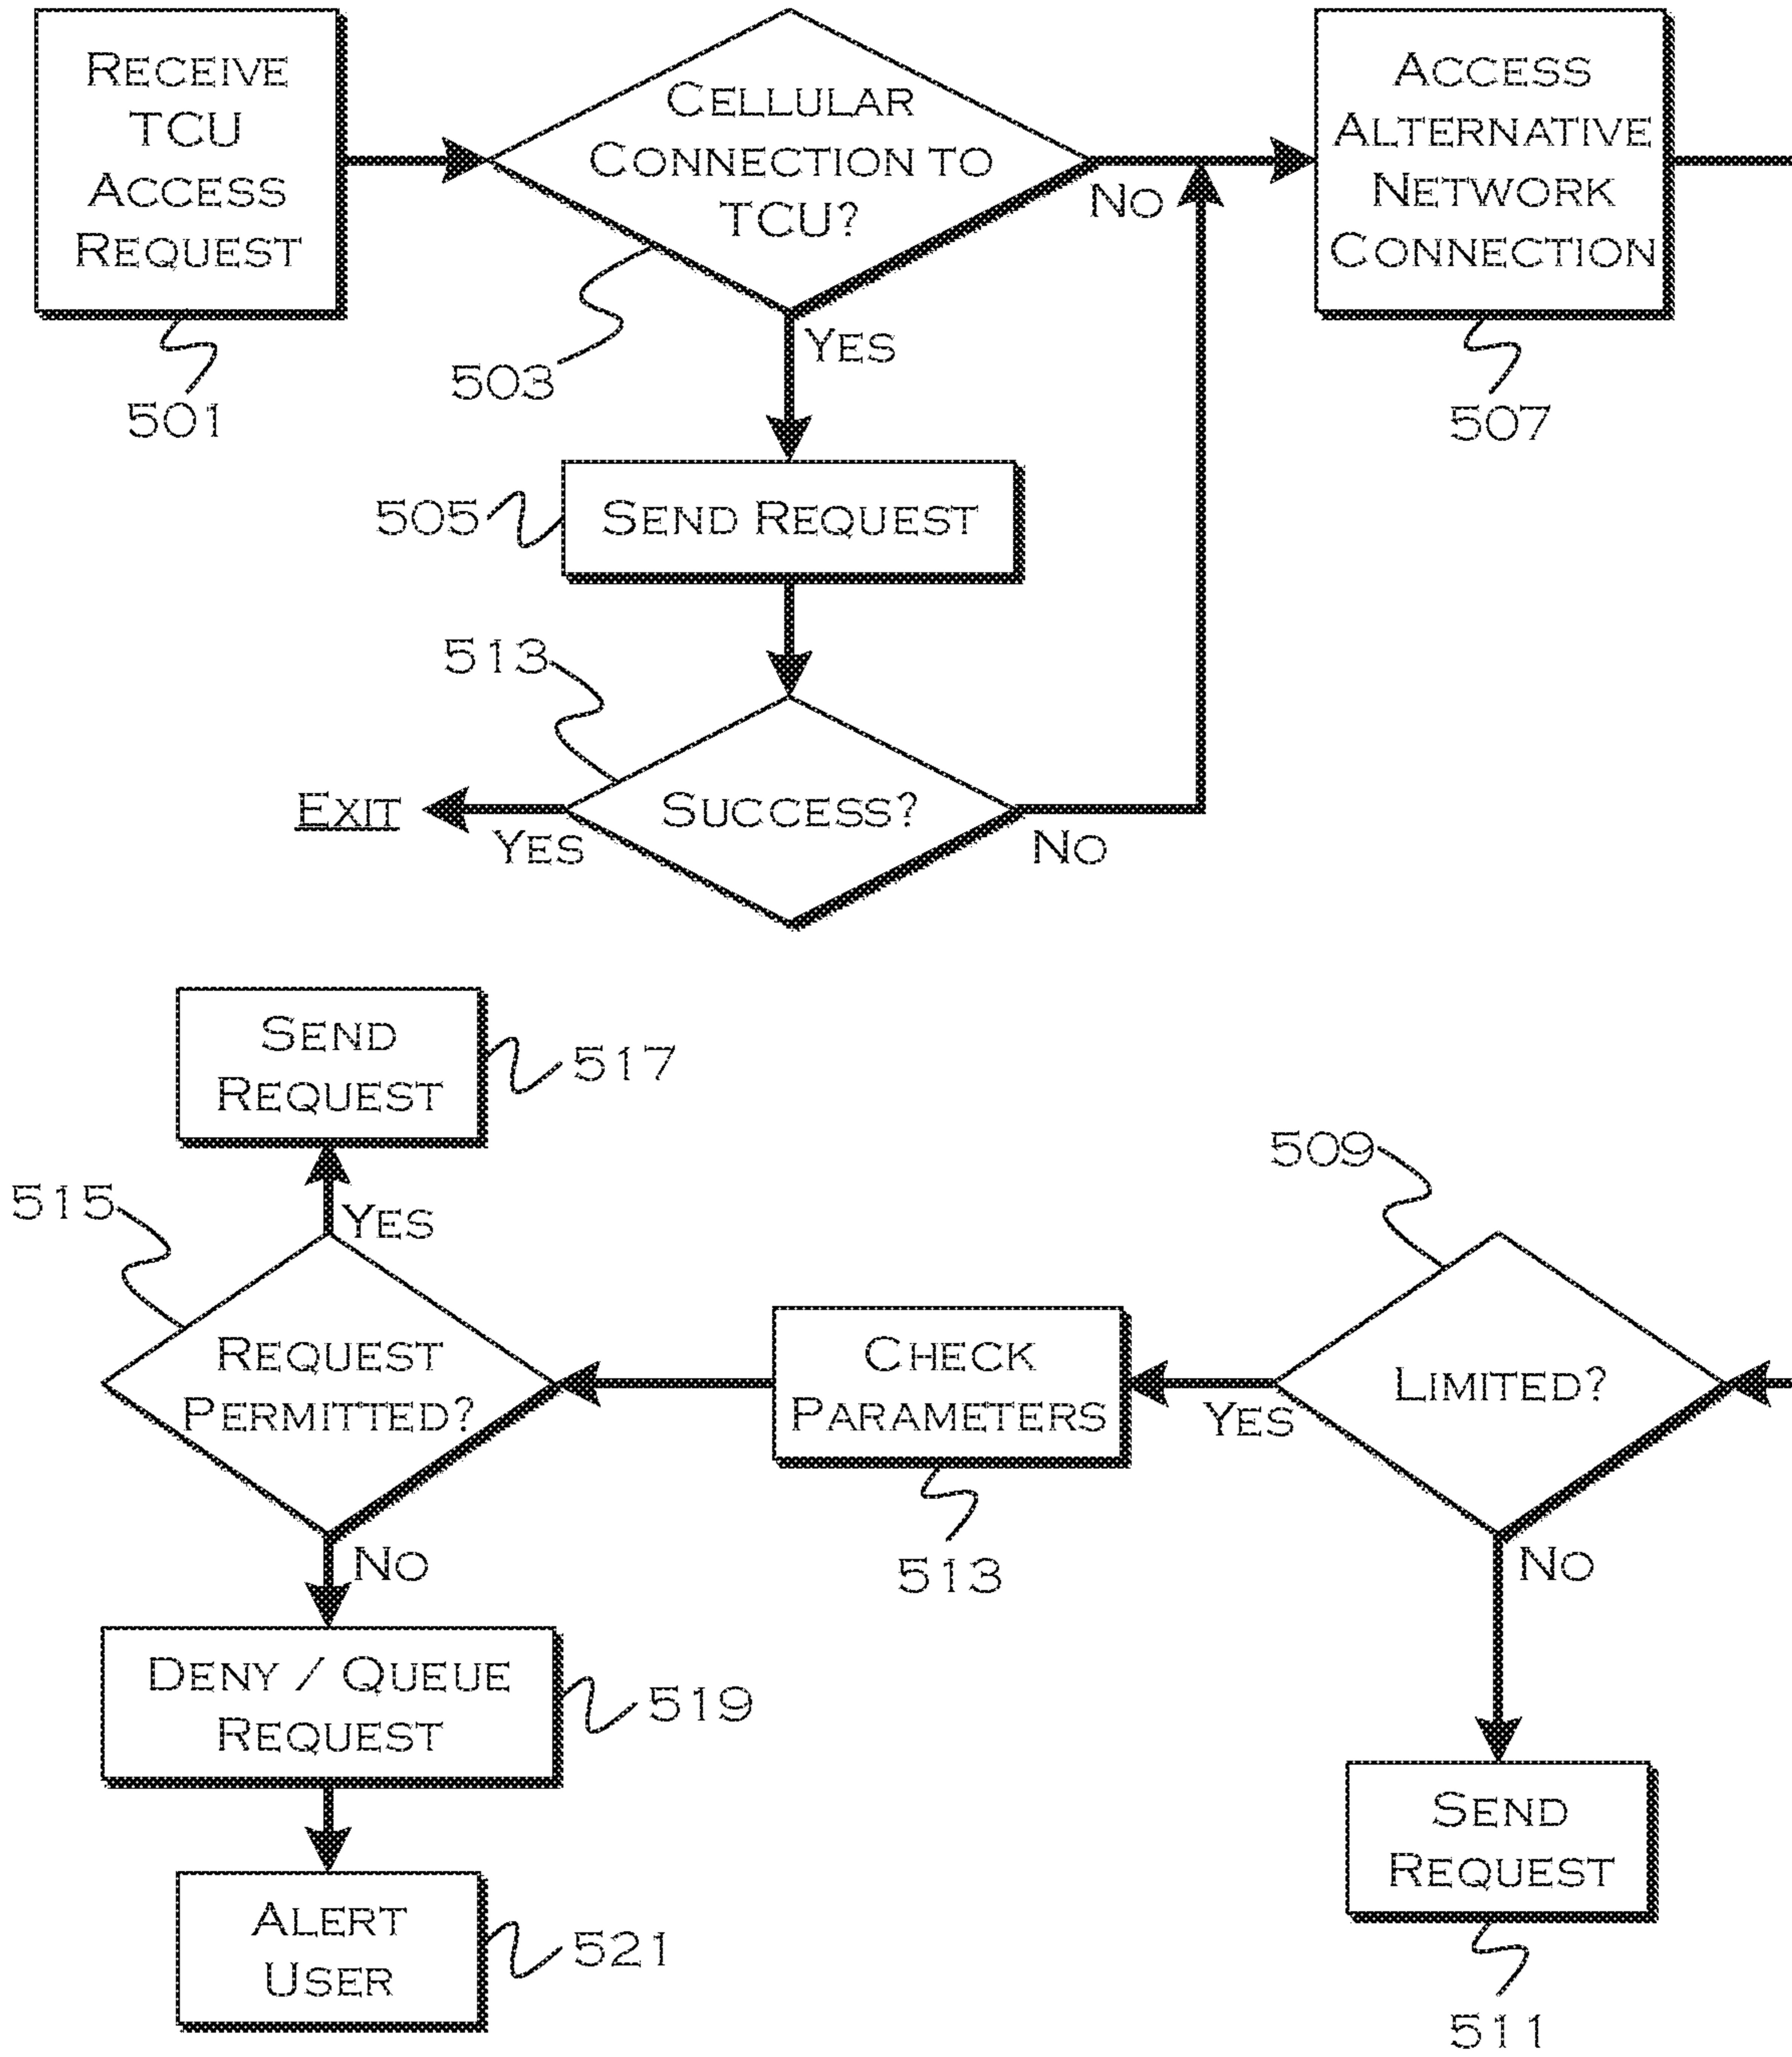 RECEIVE
TCU
ACCESS
REQUEST
501
CELLULAR
CONNECTION TO
TCU?
503
NO
YES
ACCESS
ALTERNATIVE
NETWORK
CONNECTION
507
505
SEND REQUEST
513
SUCCESS?
EXIT
YES
NO
SEND
REQUEST
517
515
YES
REQUEST
PERMITTED?
NO
CHECK
PARAMETERS
513
509
LIMITED?
YES
NO
DENY / QUEUE
REQUEST
519
ALERT
USER
521
SEND
REQUEST
511